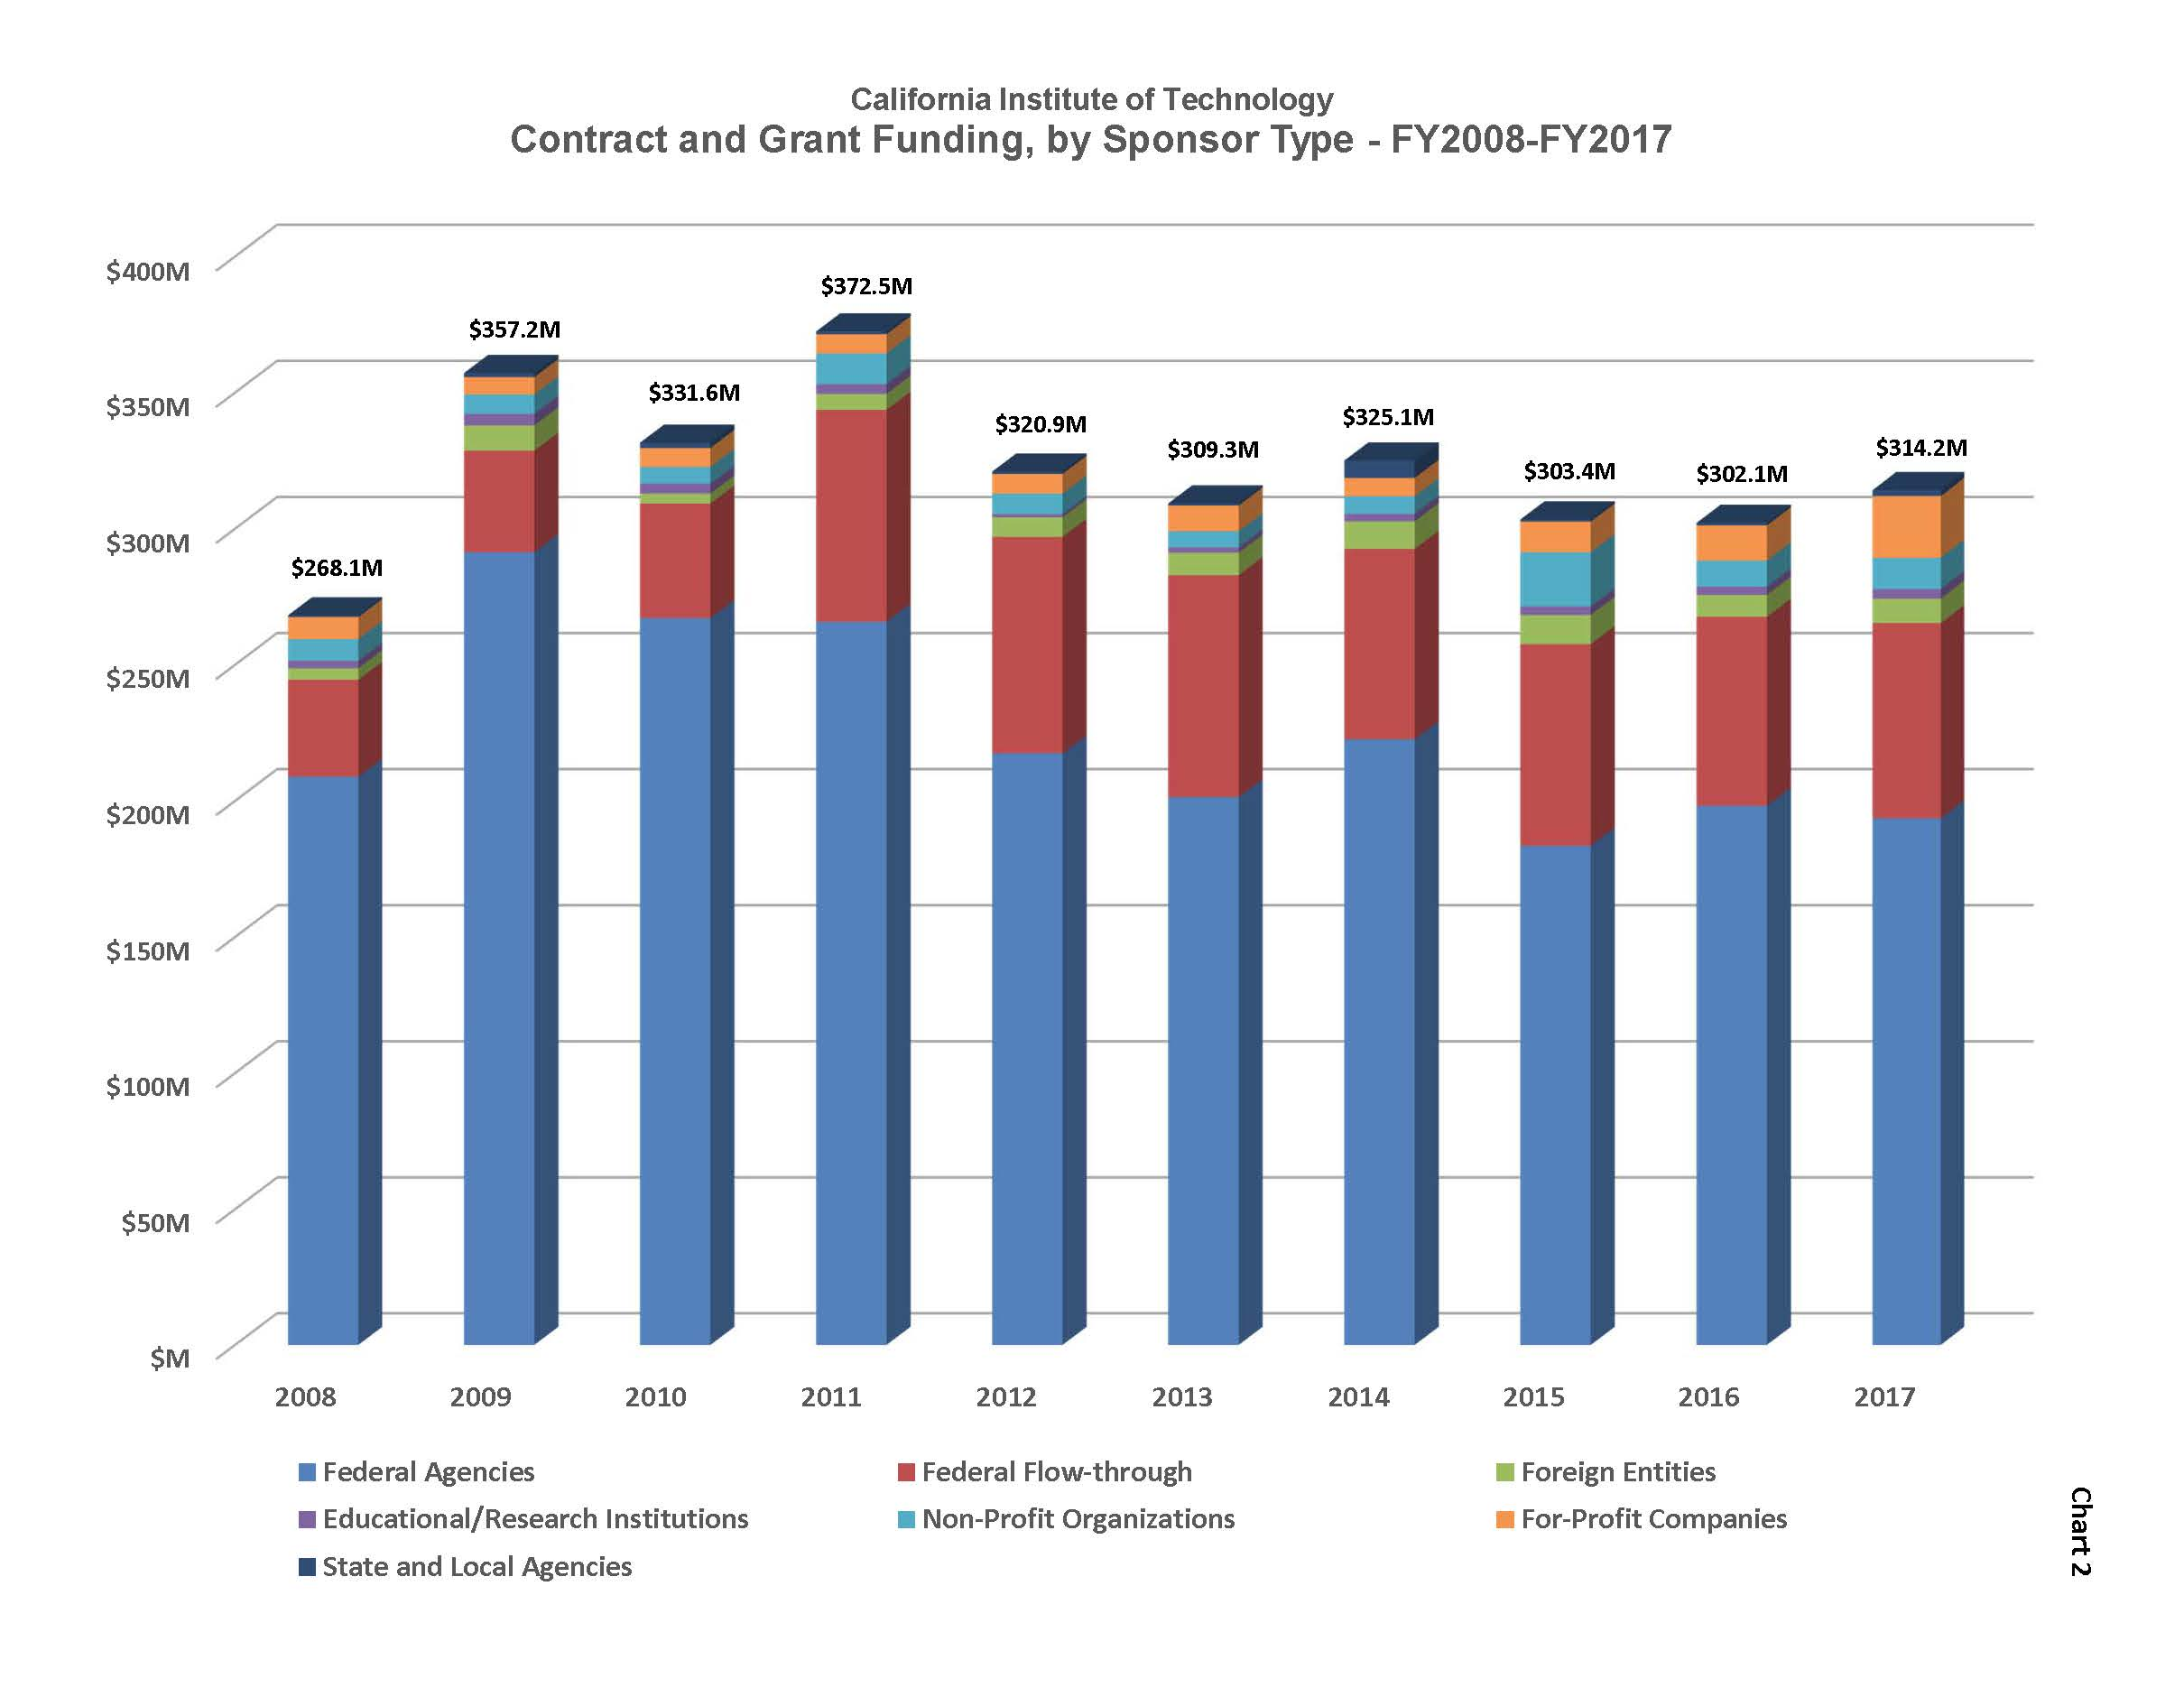 California Institute of Technology
Contract and Grant Funding, by Sponsor Type - FY2008-FY2017
$400M
$350M
$300M
$250M
$200M
$150M
$100M
$50M
$M
$268.1M
$357.2M
$331.6M
$372.5M
$320.9M
$309.3M
$325.1M
$303.4M
$302.1M
$314.2M
2008 2009 2010 2011 2012 2013 2014 2015 2016 2017
Federal Agencies Federal Flow-through Foreign Entities
Educational/Research Institutions Non-Profit Organizations For-Profit Companies
State and Local Agencies
Chart 2